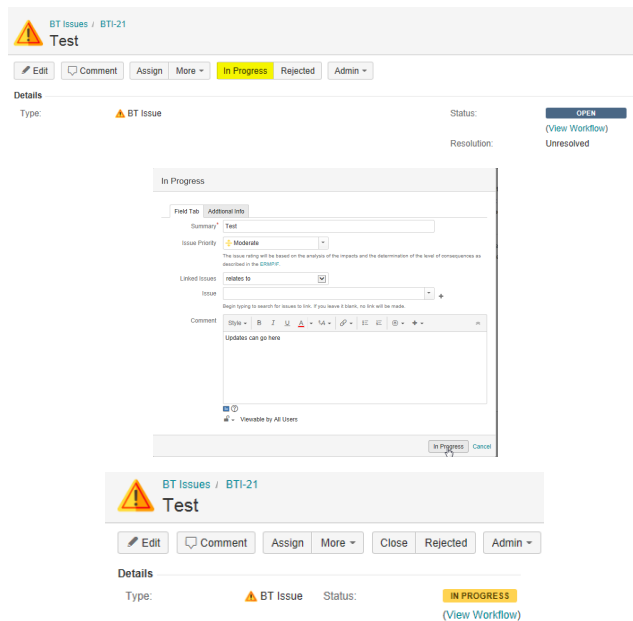 BT Issues / BTI-21
Test
Edit Comment Assign More In Progress Rejected Admin
Details
Type: BT Issue Status: OPEN
(View Workflow)
Resolution: Unresolved
In Progress
Field Tab Addtional Info
Summary* Test
Issue Priority Moderate
The issue rating will be based on the analysis of the impacts and the determination of the level of consequences as
described in the ERMPIF.
Linked Issues relates to
Issue
Begin typing to search for issues to link. If you leave it blank, no link will be made.
Comment Style B I U A
Updates can go here
Viewable by All Users
In Progress Cancel
BT Issues / BTI-21
Test
Edit Comment Assign More Close Rejected Admin
Details
Type: BT Issue Status: IN PROGRESS
(View Workflow)